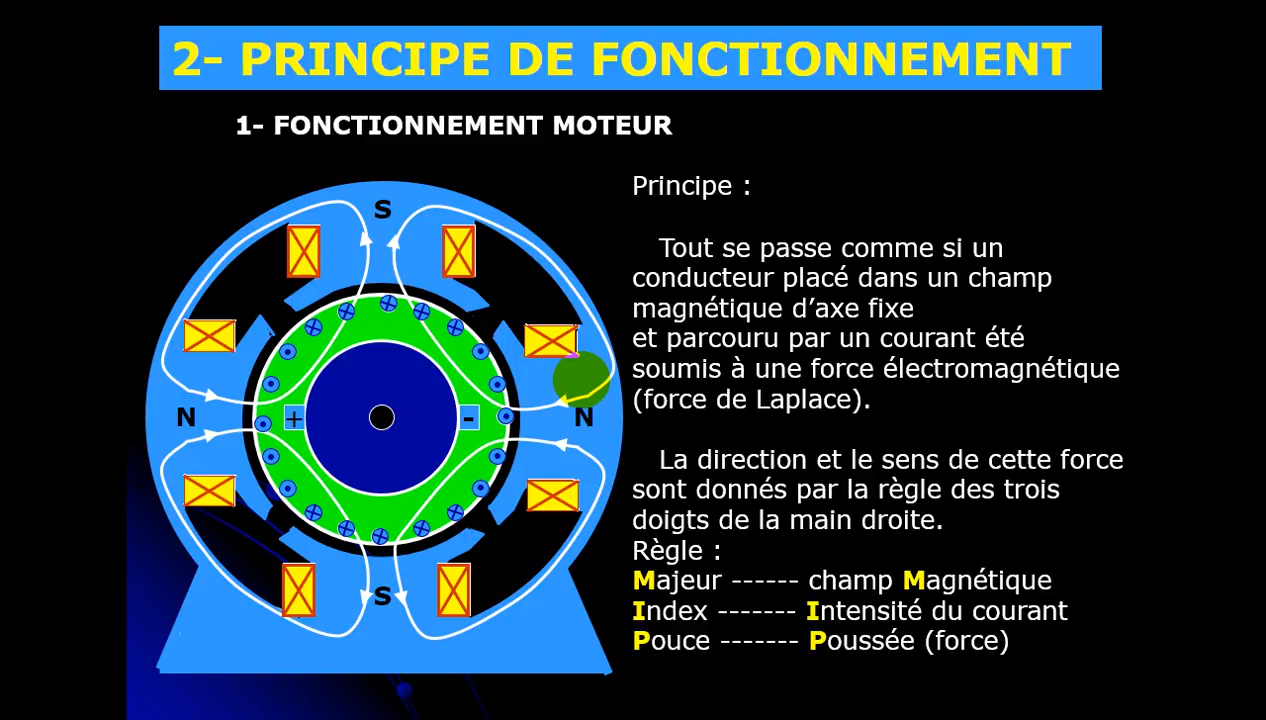 2- PRINCIPE DE FONCTIONNEMENT
1- FONCTIONNEMENT MOTEUR
Principe :
Tout se passe comme si un
conducteur placé dans un champ
magnétique d’axe fixe
et parcouru par un courant été
soumis à une force électromagnétique
(force de Laplace).
La direction et le sens de cette force
sont donnés par la règle des trois
doigts de la main droite.
Règle :
Majeur ------ champ Magnétique
Index ------- Intensité du courant
Pouce ------- Poussée (force)
S
N
+
-
N
S